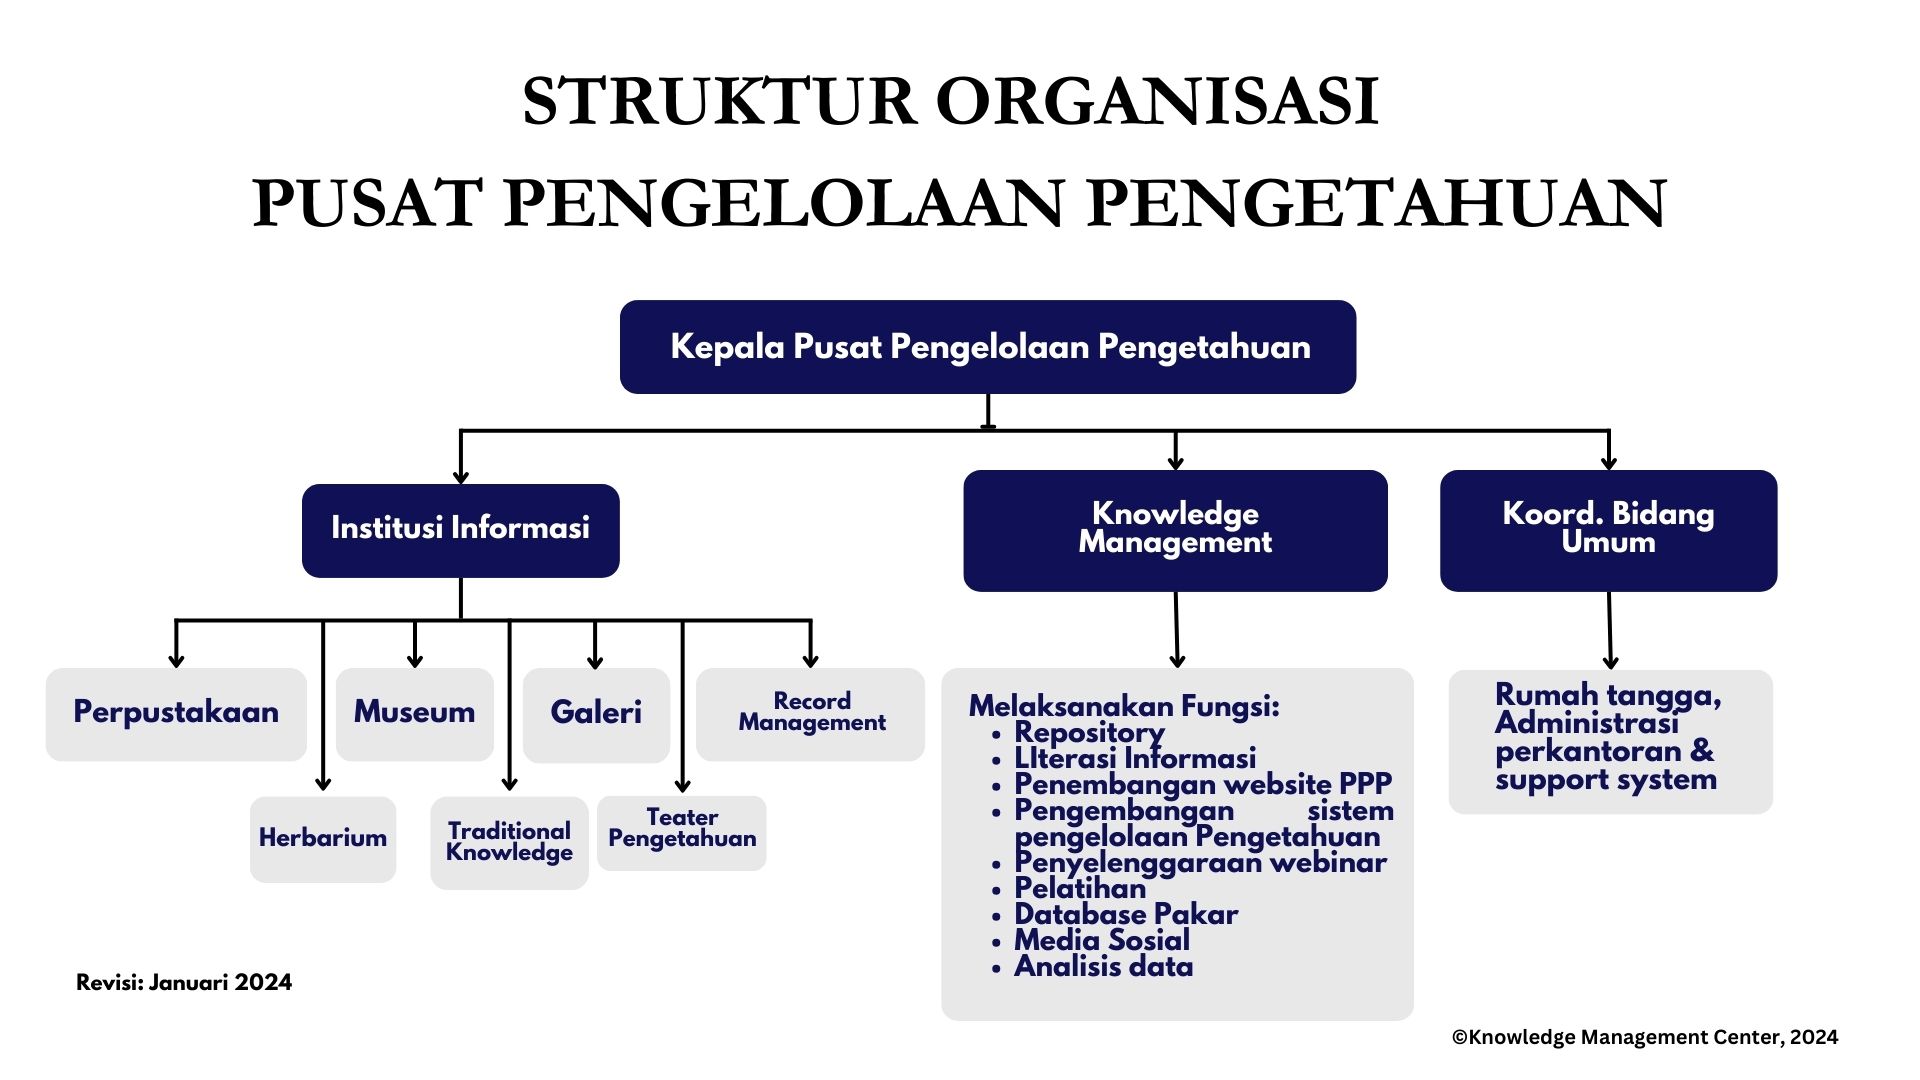 STRUKTUR ORGANISASI
PUSAT PENGELOLAAN PENGETAHUAN
Kepala Pusat Pengelolaan Pengetahuan
Institusi Informasi
Knowledge
Management
Koord. Bidang
Umum
Perpustakaan
Museum
Galeri
Record
Management
Herbarium
Traditional
Knowledge
Teater
Pengetahuan
Melaksanakan Fungsi:
• Repository
• LIterasi Informasi
• Penembangan website PPP
• Pengembangan sistem
pengelolaan Pengetahuan
• Penyelenggaraan webinar
• Pelatihan
• Database Pakar
• Media Sosial
• Analisis data
Rumah tangga,
Administrasi
perkantoran &
support system
Revisi: Januari 2024
©Knowledge Management Center, 2024